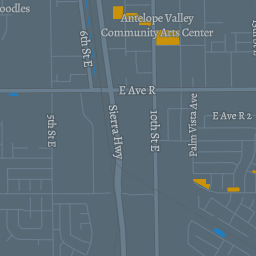 oodles
Antelope Valley
Community Arts Center
6th St E
E Ave R
Sierra Hwy
10th St E
Palm Vista Ave
E Ave R 2
5th St E